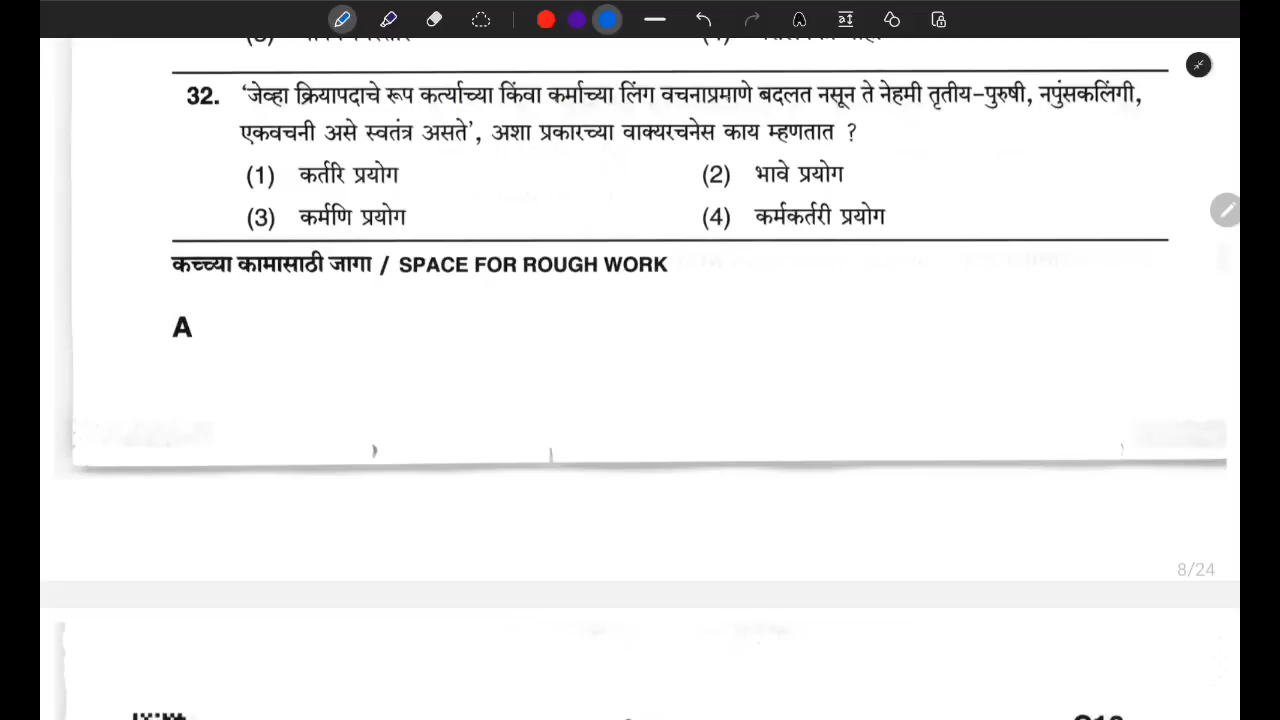 32. 'जेव्हा क्रियापदाचे रूप कर्त्याच्या किंवा कर्माच्या लिंग वचनाप्रमाणे बदलत नसून ते नेहमी तृतीय-पुरुषी, नपुंसकलिंगी,
एकवचनी असे स्वतंत्र असते', अशा प्रकारच्या वाक्यरचनेस काय म्हणतात ?
(1) कर्तरि प्रयोग (2) भावे प्रयोग
(3) कर्मणि प्रयोग (4) कर्मकर्तरी प्रयोग
कच्च्या कामासाठी जागा / SPACE FOR ROUGH WORK
A
8/24